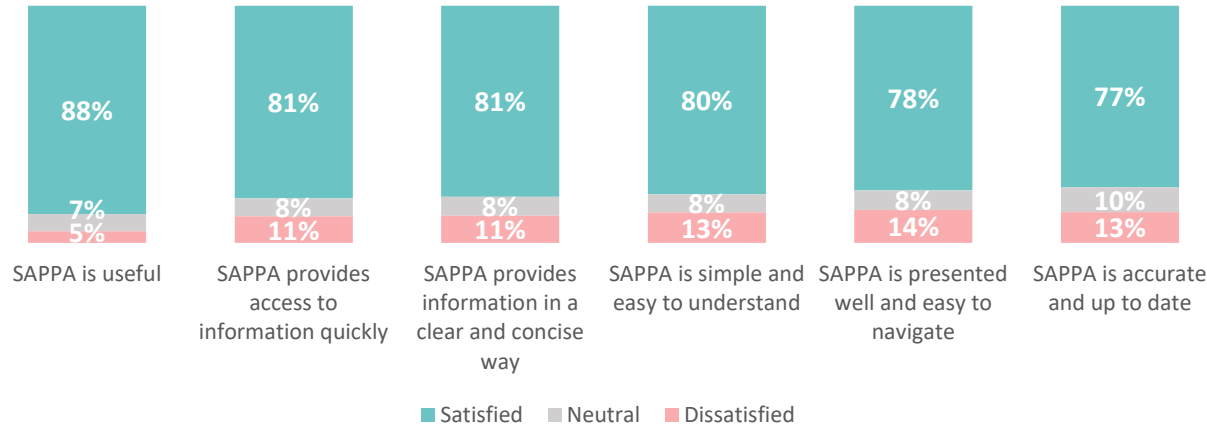 88%
81%
81%
80%
78%
77%
7%
8%
8%
8%
8%
10%
5%
11%
11%
13%
14%
13%
SAPPA is useful
SAPPA provides
access to
information quickly
SAPPA provides
information in a
clear and concise
way
SAPPA is simple and
easy to understand
SAPPA is presented
well and easy to
navigate
SAPPA is accurate
and up to date
Satisfied
Neutral
Dissatisfied